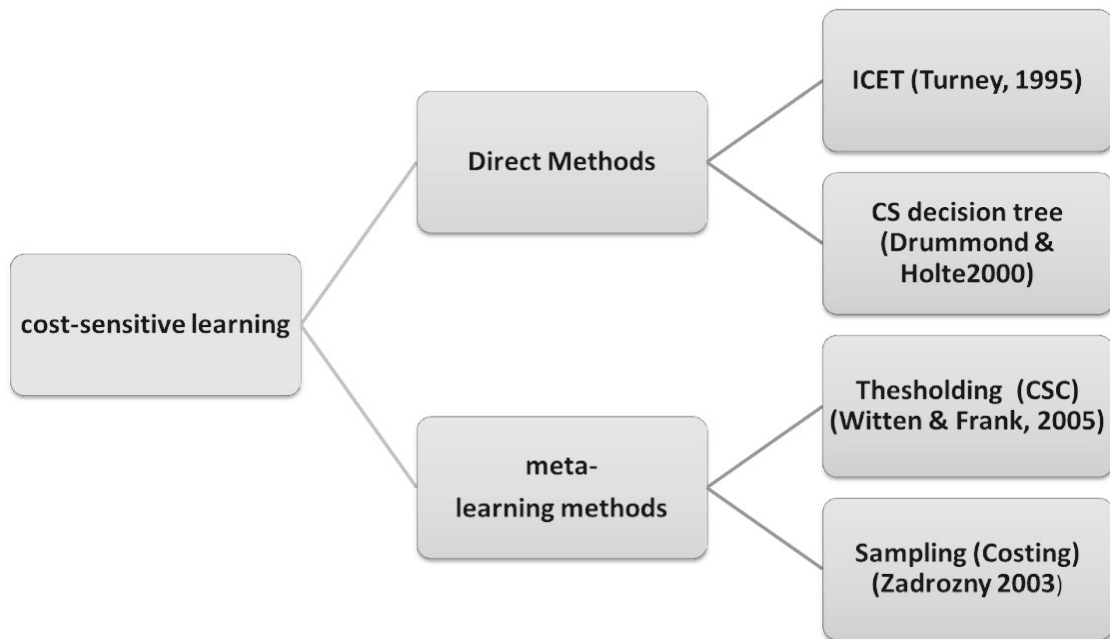 cost-sensitive learning
Direct Methods
meta-
learning methods
ICET (Turney, 1995)
CS decision tree
(Drummond &
Holte2000)
Thesholding (CSC)
(Witten & Frank, 2005)
Sampling (Costing)
(Zadrozny 2003)